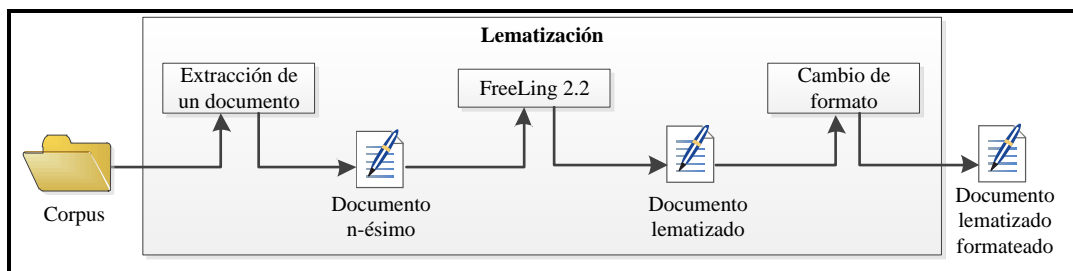 Lematización
Extracción de
un documento
FreeLing 2.2
Cambio de
formato
Corpus
Documento
n-ésimo
Documento
lematizado
Documento
lematizado
formateado